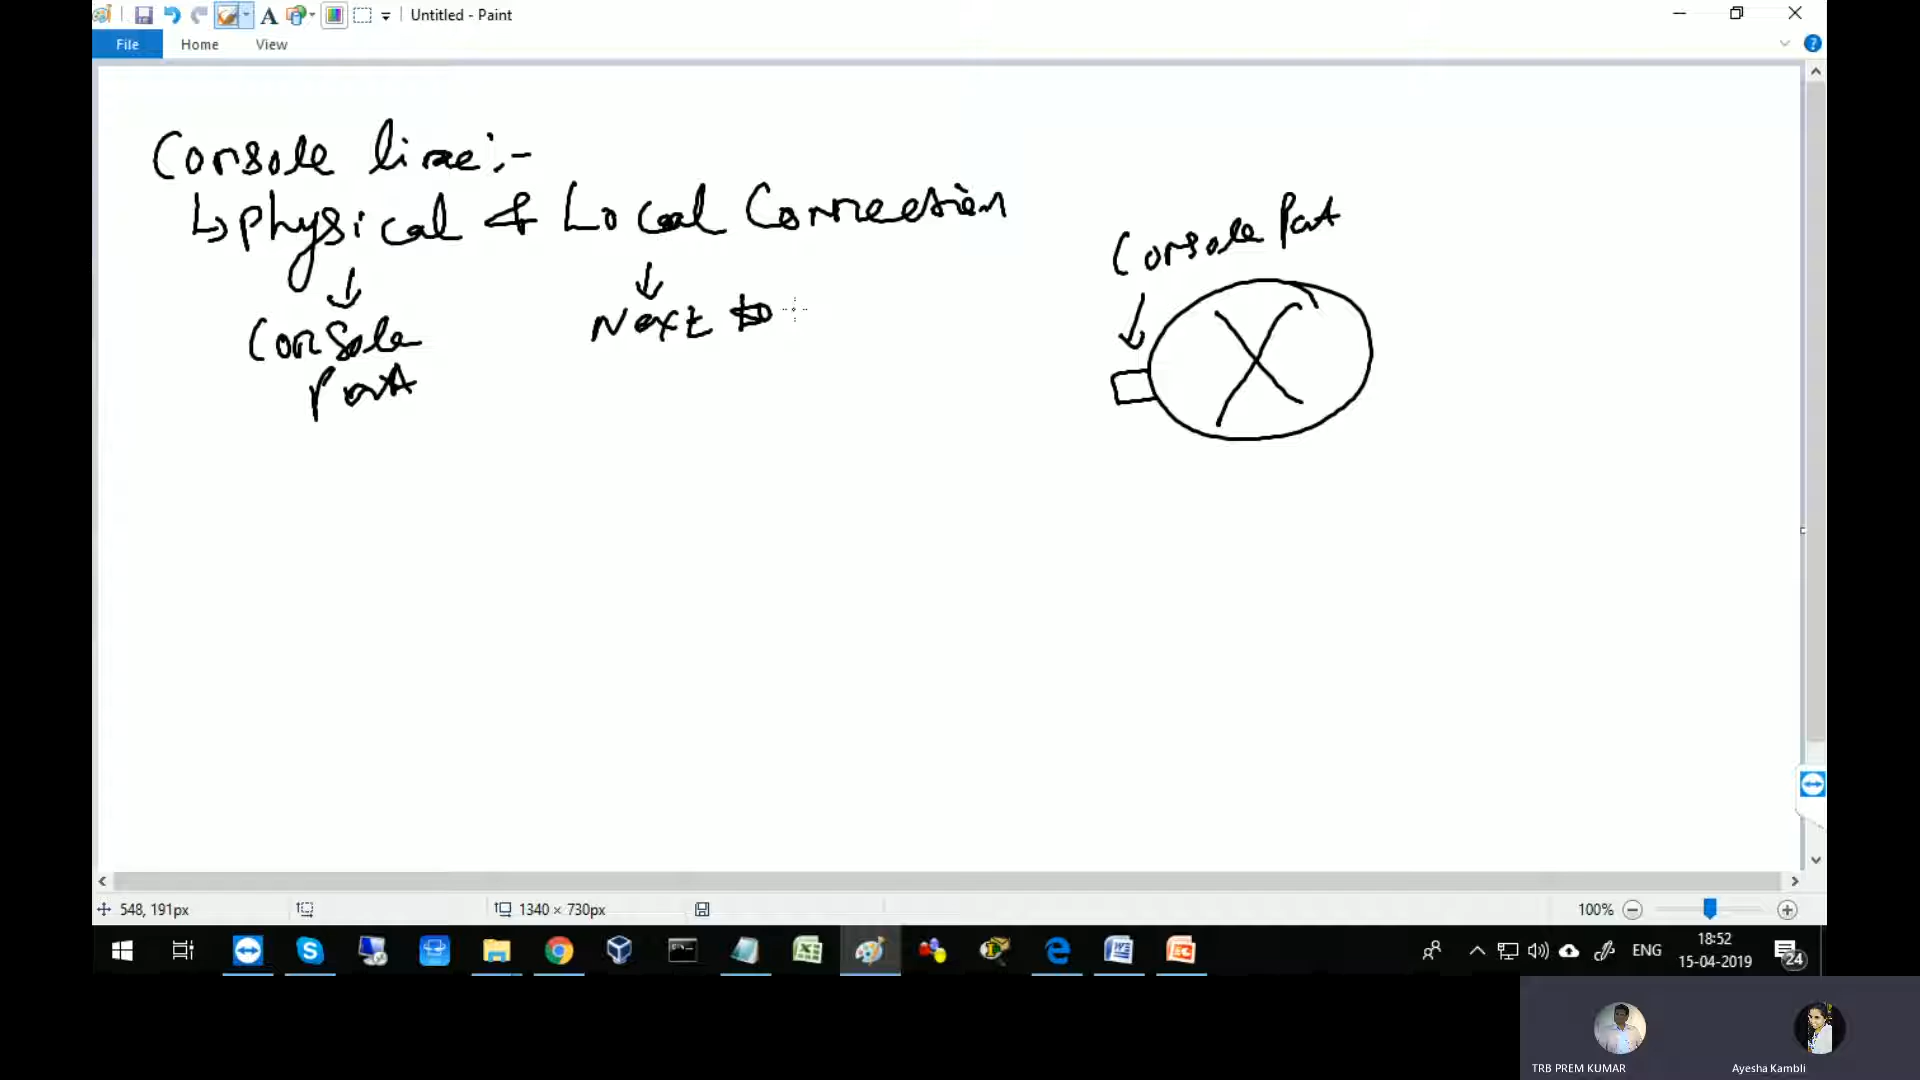 Untitled - Paint
File Home View
Console line:-
↳ physical & Local Connection
↓ ↓
Console Next to
Port
Console Port
↓
548, 191px 1340 × 730px 100%
ENG 18:52 15-04-2019 24
TRB PREM KUMAR Ayesha Kambli